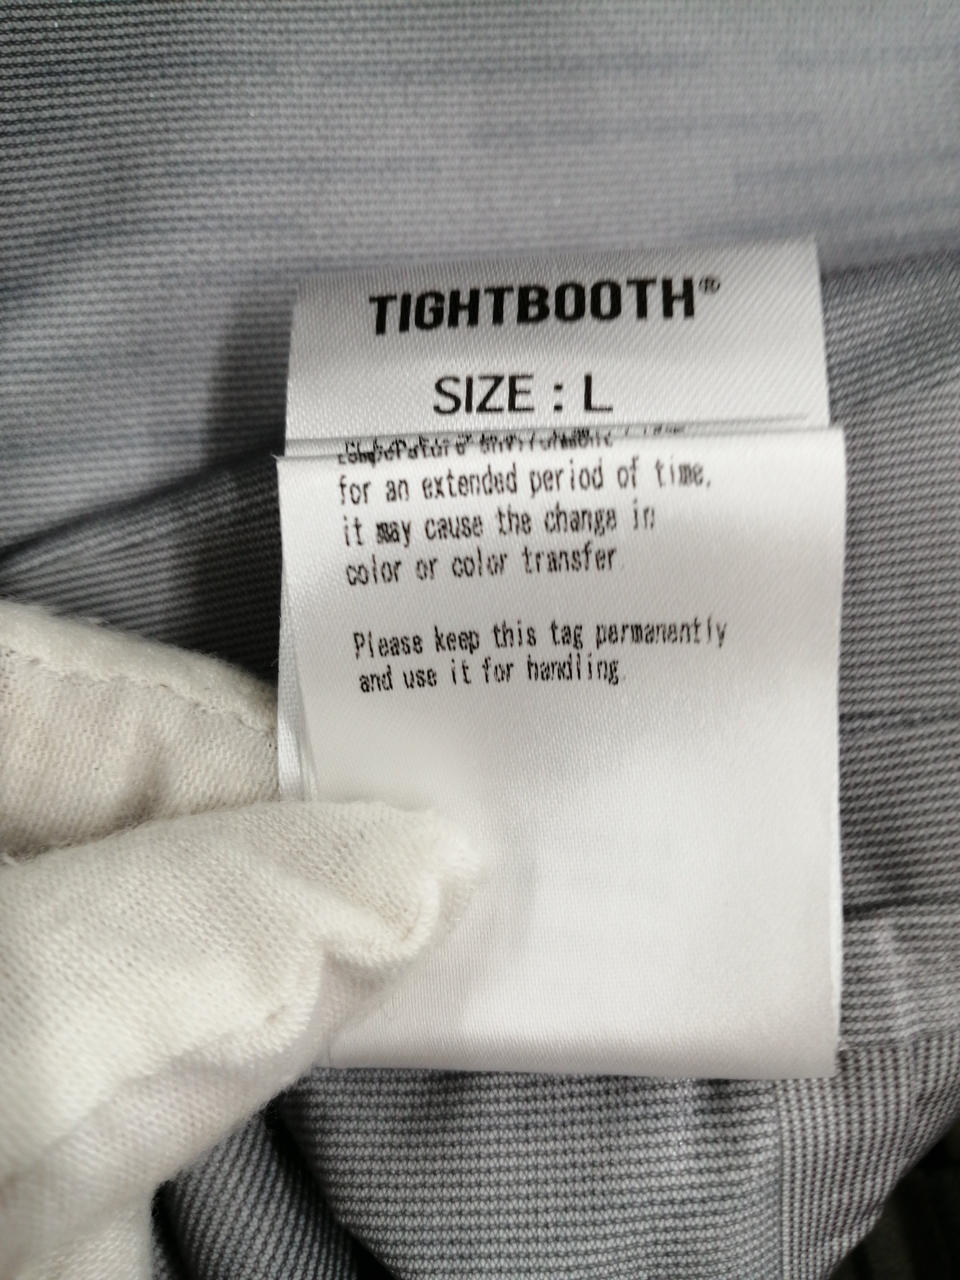 TIGHTBOOTH®
SIZE : L
for an extended period of time,
it may cause the change in
color or color transfer.
Please keep this tag permanently
and use it for handling.